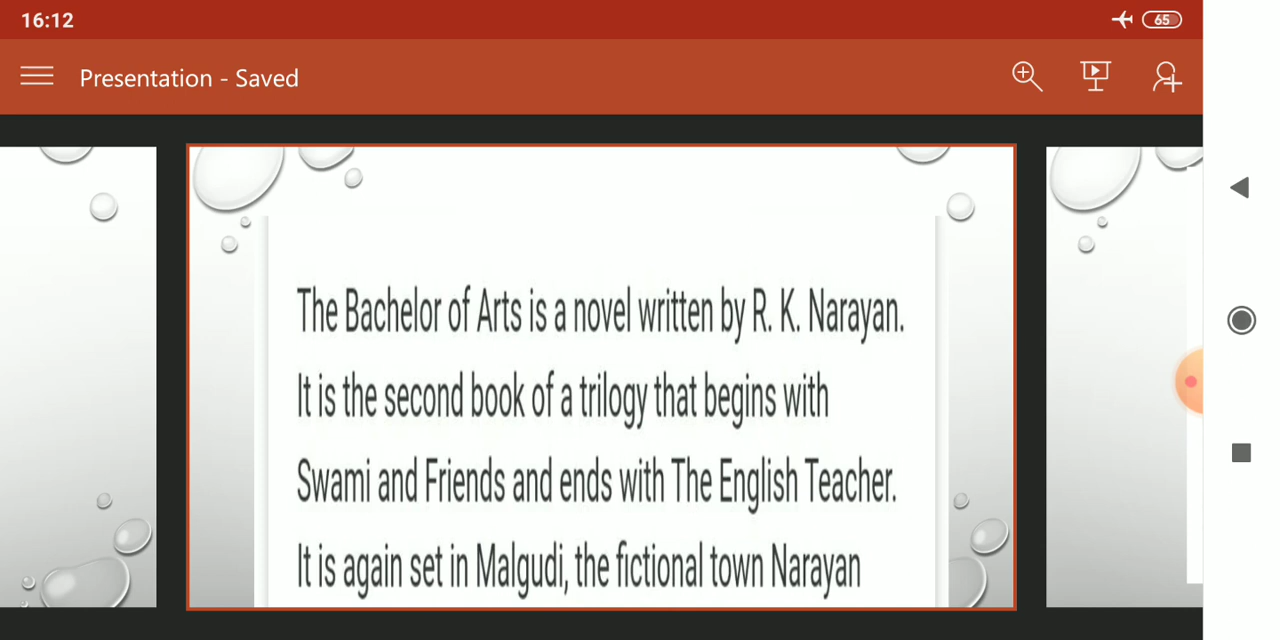 16:12
65
Presentation - Saved
The Bachelor of Arts is a novel written by R. K. Narayan.
It is the second book of a trilogy that begins with
Swami and Friends and ends with The English Teacher.
It is again set in Malgudi, the fictional town Narayan